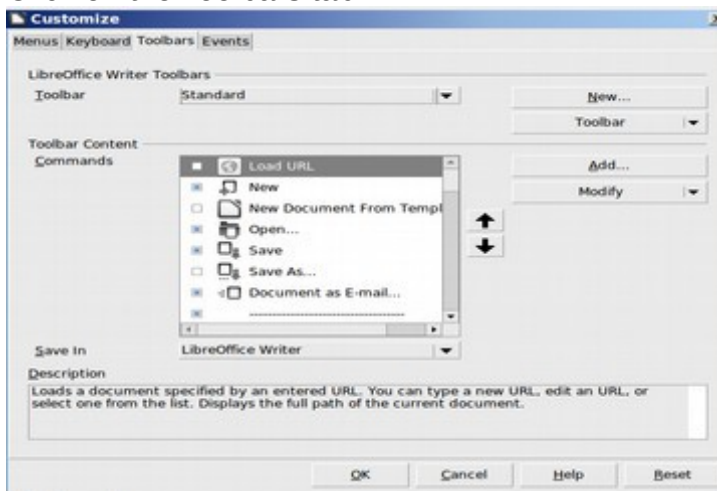 Customize
Menus Keyboard Toolbars Events
LibreOffice Writer Toolbars
Toolbar Standard New...
Toolbar
Toolbar Content
Commands Load URL Add...
New Modify
New Document From Templ
Open...
Save
Save As...
Document as E-mail...
Save In LibreOffice Writer
Description
Loads a document specified by an entered URL. You can type a new URL, edit an URL, or
select one from the list. Displays the full path of the current document.
OK Cancel Help Reset